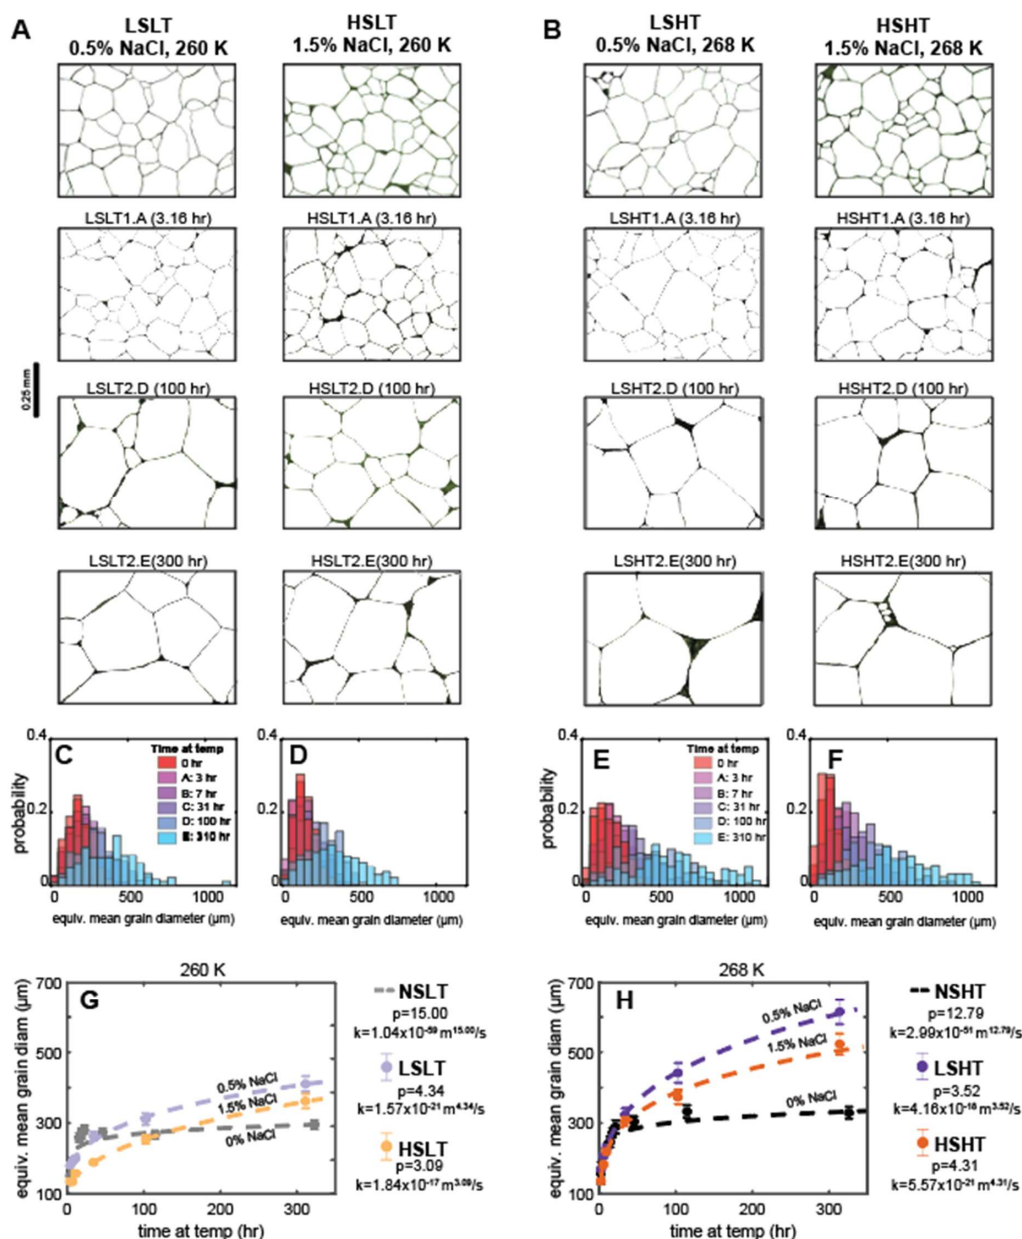 A
LSLT
0.5% NaCl, 260 K
HSLT
1.5% NaCl, 260 K
B
LSHT
0.5% NaCl, 268 K
HSHT
1.5% NaCl, 268 K
LSLT1.A (3.16 hr)
HSLT1.A (3.16 hr)
LSHT1.A (3.16 hr)
HSHT1.A (3.16 hr)
0.25 mm
LSLT2.D (100 hr)
HSLT2.D (100 hr)
LSHT2.D (100 hr)
HSHT2.D (100 hr)
LSLT2.E(300 hr)
HSLT2.E(300 hr)
LSHT2.E(300 hr)
HSHT2.E(300 hr)
0.4
0.2
0
probability
C
Time at temp
0 hr
A: 3 hr
B: 7 hr
C: 31 hr
D: 100 hr
E: 310 hr
0 500 1000
equiv. mean grain diameter (µm)
0.4
0.2
0
D
0 500 1000
equiv. mean grain diameter (µm)
0.4
0.2
0
probability
E
Time at temp
0 hr
A: 3 hr
B: 7 hr
C: 31 hr
D: 100 hr
E: 310 hr
0 500 1000
equiv. mean grain diameter (µm)
0.4
0.2
0
F
0 500 1000
equiv. mean grain diameter (µm)
260 K
G
700
500
300
100
equiv. mean grain diam (µm)
0.5% NaCl
1.5% NaCl
0% NaCl
0 100 200 300
time at temp (hr)
NSLT
p=15.00
k=1.04x10⁻⁵⁹ m¹⁵·⁰⁰/s
LSLT
p=4.34
k=1.57x10⁻²¹ m⁴·³⁴/s
HSLT
p=3.09
k=1.84x10⁻¹⁷ m³·⁰⁹/s
268 K
H
700
500
300
100
equiv. mean grain diam (µm)
0.5% NaCl
1.5% NaCl
0% NaCl
0 100 200 300
time at temp (hr)
NSHT
p=12.79
k=2.99x10⁻⁵¹ m¹²·⁷⁹/s
LSHT
p=3.52
k=4.16x10⁻¹⁸ m³·⁵²/s
HSHT
p=4.31
k=5.57x10⁻²¹ m⁴·³¹/s